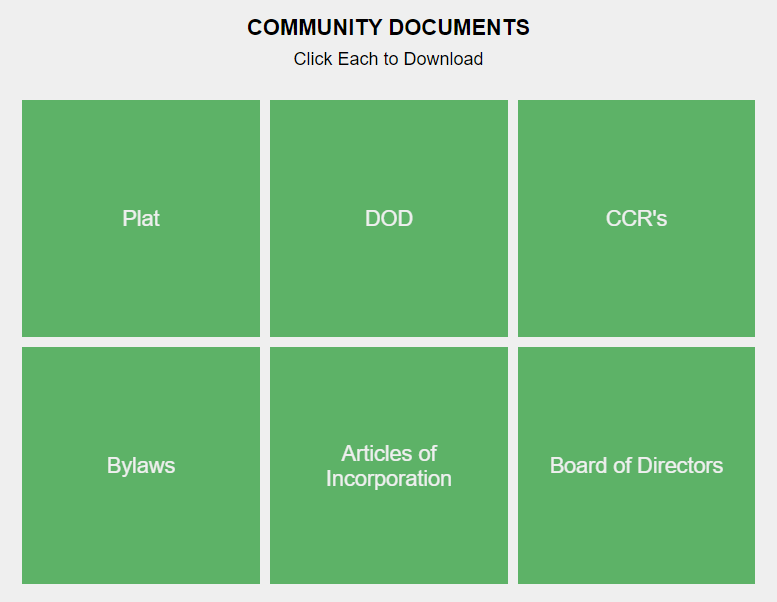 COMMUNITY DOCUMENTS
Click Each to Download
Plat
DOD
CCR's
Bylaws
Articles of
Incorporation
Board of Directors